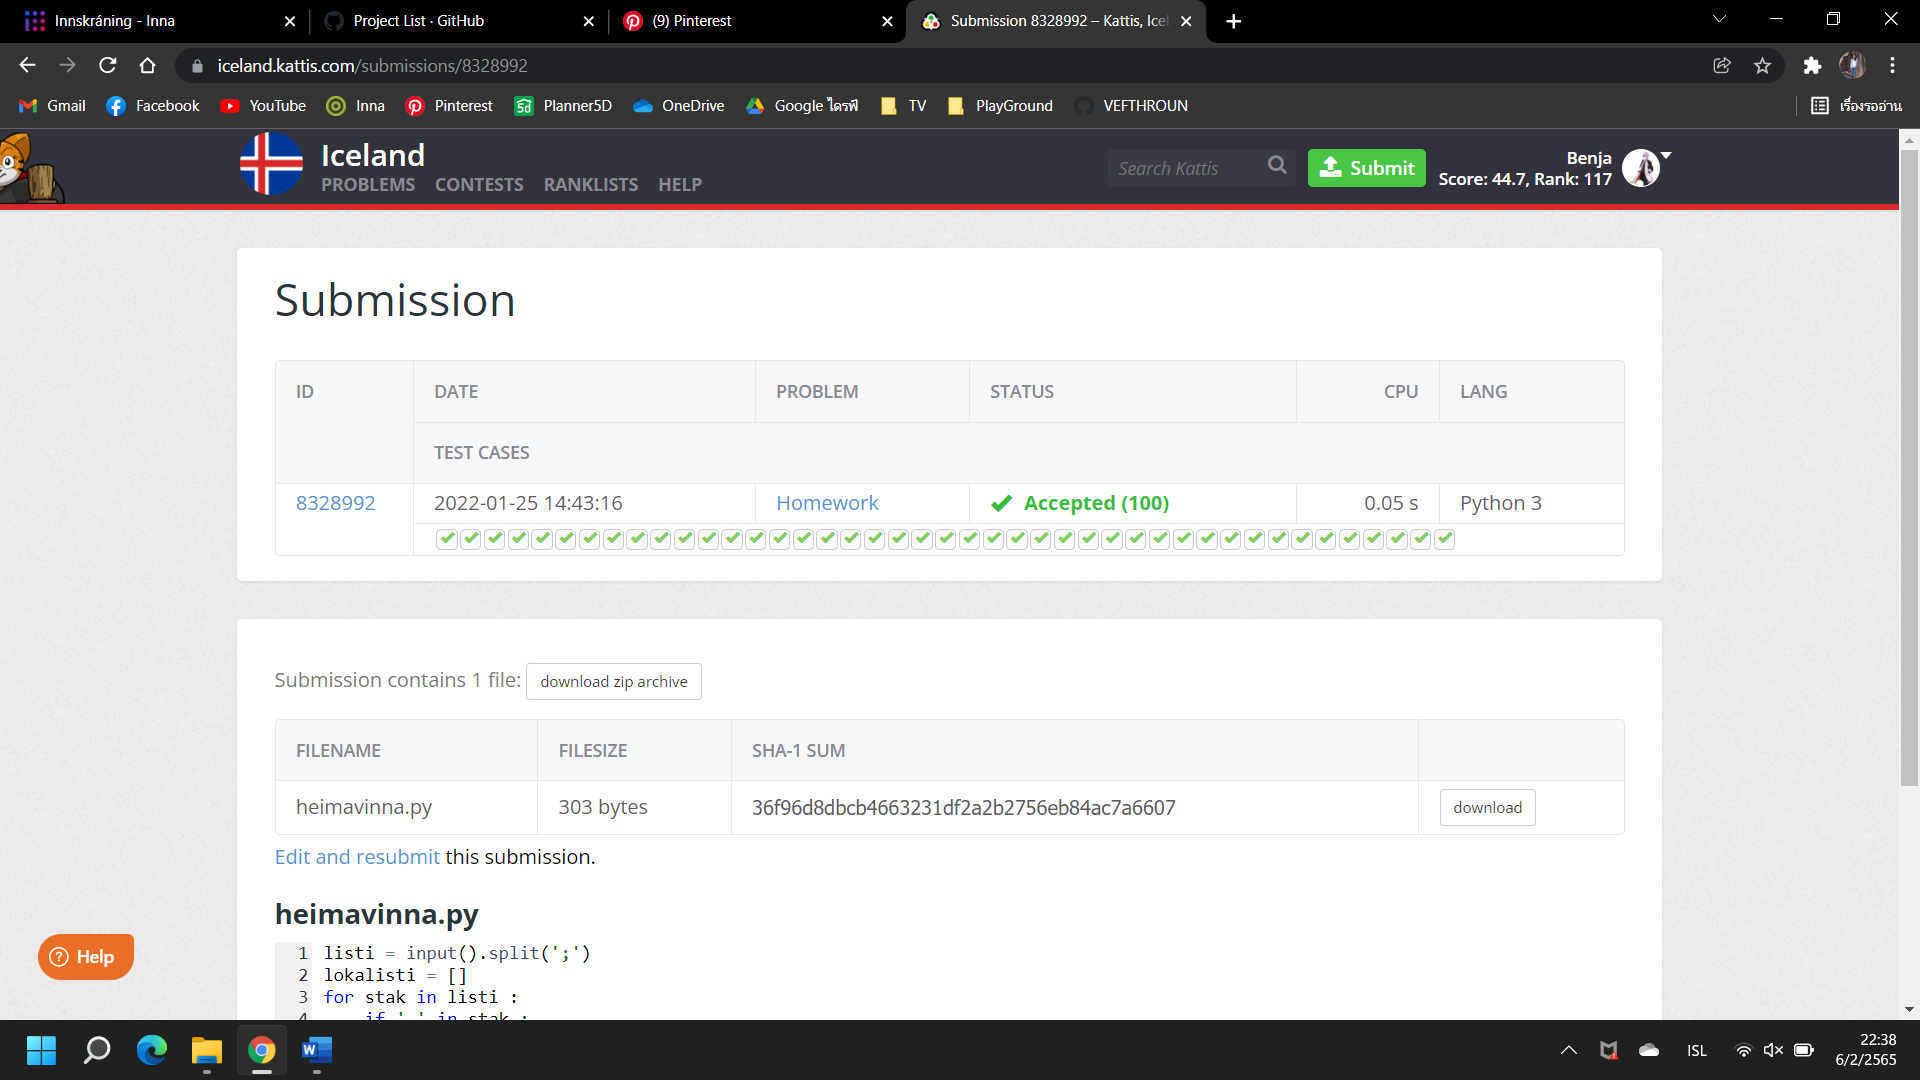 Innskráning - Inna
Project List · GitHub
(9) Pinterest
Submission 8328992 – Kattis, Icel
iceland.kattis.com/submissions/8328992
Gmail
Facebook
YouTube
Inna
Pinterest
Planner5D
OneDrive
Google ไดรฟ์
TV
PlayGround
VEFTHROUN
เรื่องรออ่าน
Iceland
PROBLEMS CONTESTS RANKLISTS HELP
Search Kattis
Submit
Benja
Score: 44.7, Rank: 117
Submission
ID DATE PROBLEM STATUS CPU LANG
TEST CASES
8328992 2022-01-25 14:43:16 Homework Accepted (100) 0.05 s Python 3
Submission contains 1 file: download zip archive
FILENAME FILESIZE SHA-1 SUM
heimavinna.py 303 bytes 36f96d8dbcb4663231df2a2b2756eb84ac7a6607 download
Edit and resubmit this submission.
heimavinna.py
1 listi = input().split(';')
2 lokalisti = []
3 for stak in listi :
4 if '-' in stak :
Help
W
ISL
22:38
6/2/2565